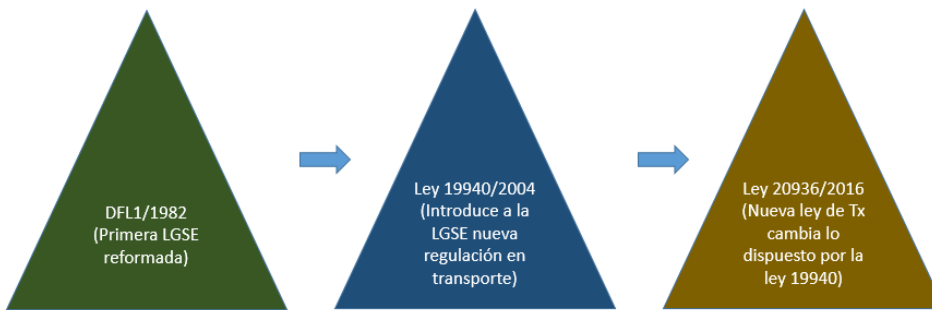 DFL1/1982
(Primera LGSE
reformada)
Ley 19940/2004
(Introduce a la
LGSE nueva
regulación en
transporte)
Ley 20936/2016
(Nueva ley de Tx
cambia lo
dispuesto por la
ley 19940)